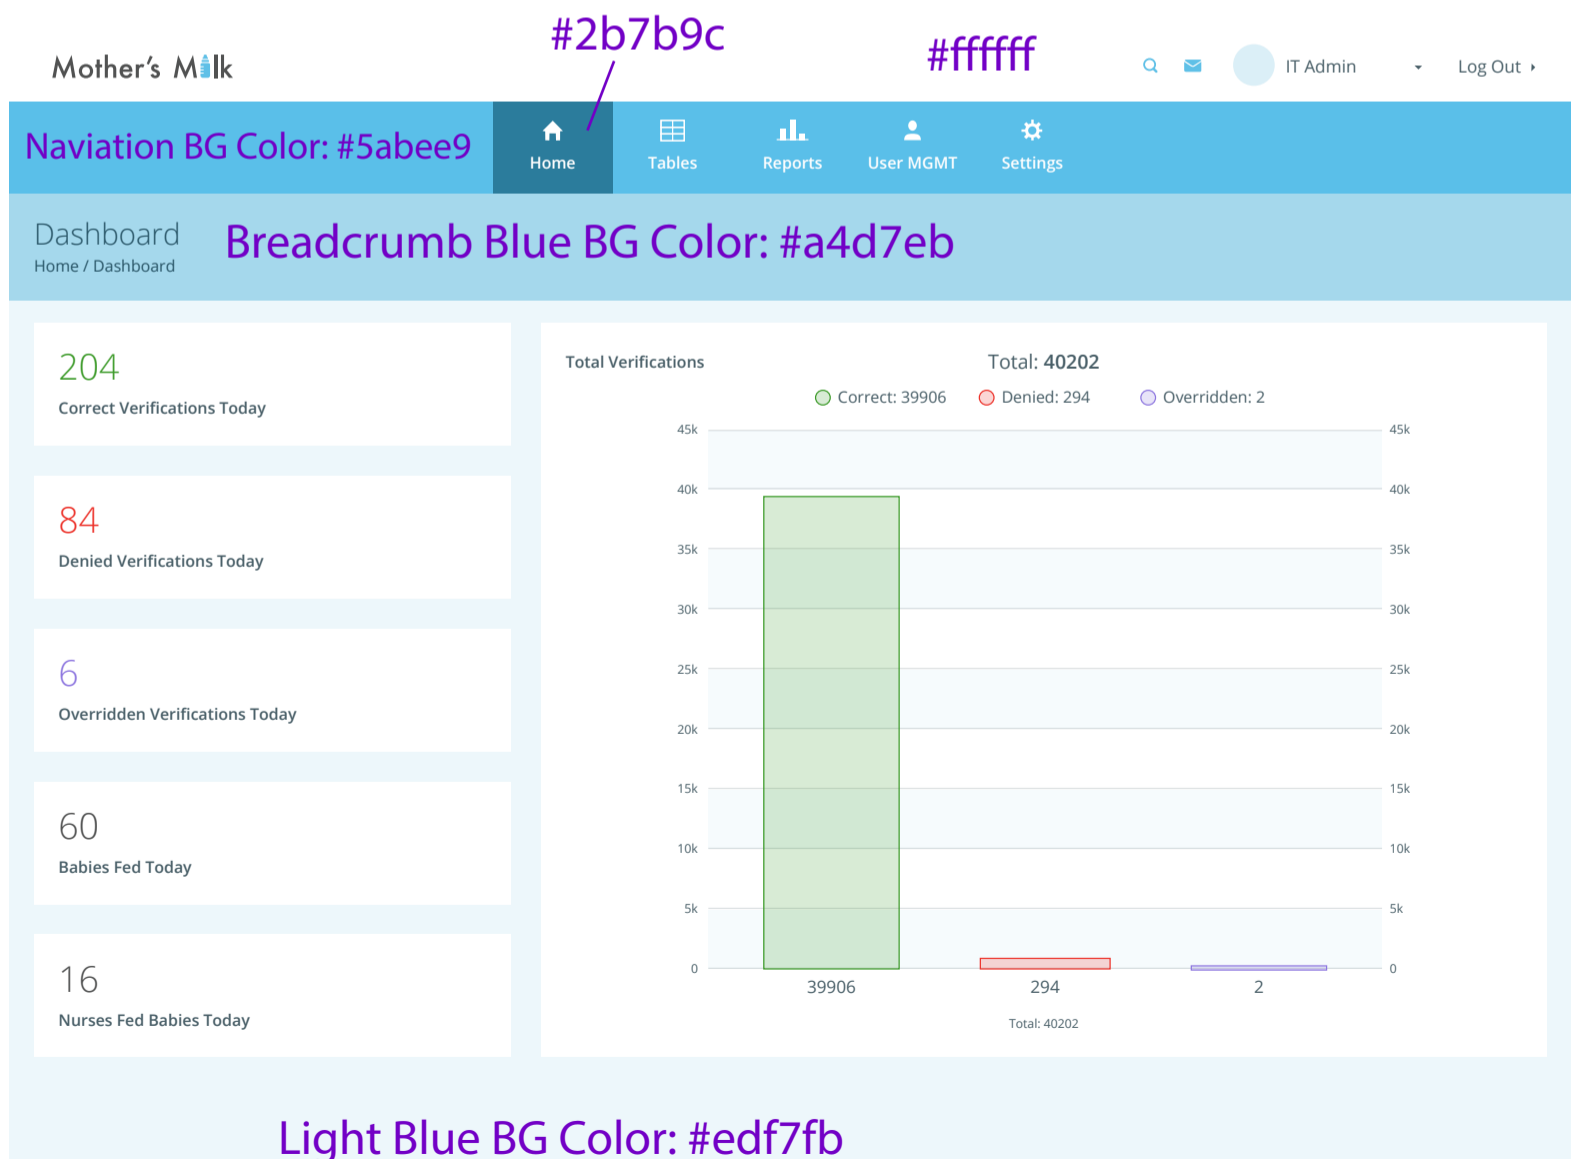 #2b7b9c
#ffffff
Mother's Milk
IT Admin
Log Out
Naviation BG Color: #5abee9
Home
Tables
Reports
User MGMT
Settings
Dashboard
Home / Dashboard
Breadcrumb Blue BG Color: #a4d7eb
204
Correct Verifications Today
84
Denied Verifications Today
6
Overridden Verifications Today
60
Babies Fed Today
16
Nurses Fed Babies Today
Total Verifications
Total: 40202
Correct: 39906
Denied: 294
Overridden: 2
45k
45k
40k
40k
35k
35k
30k
30k
25k
25k
20k
20k
15k
15k
10k
10k
5k
5k
0
0
39906
294
2
Total: 40202
Light Blue BG Color: #edf7fb